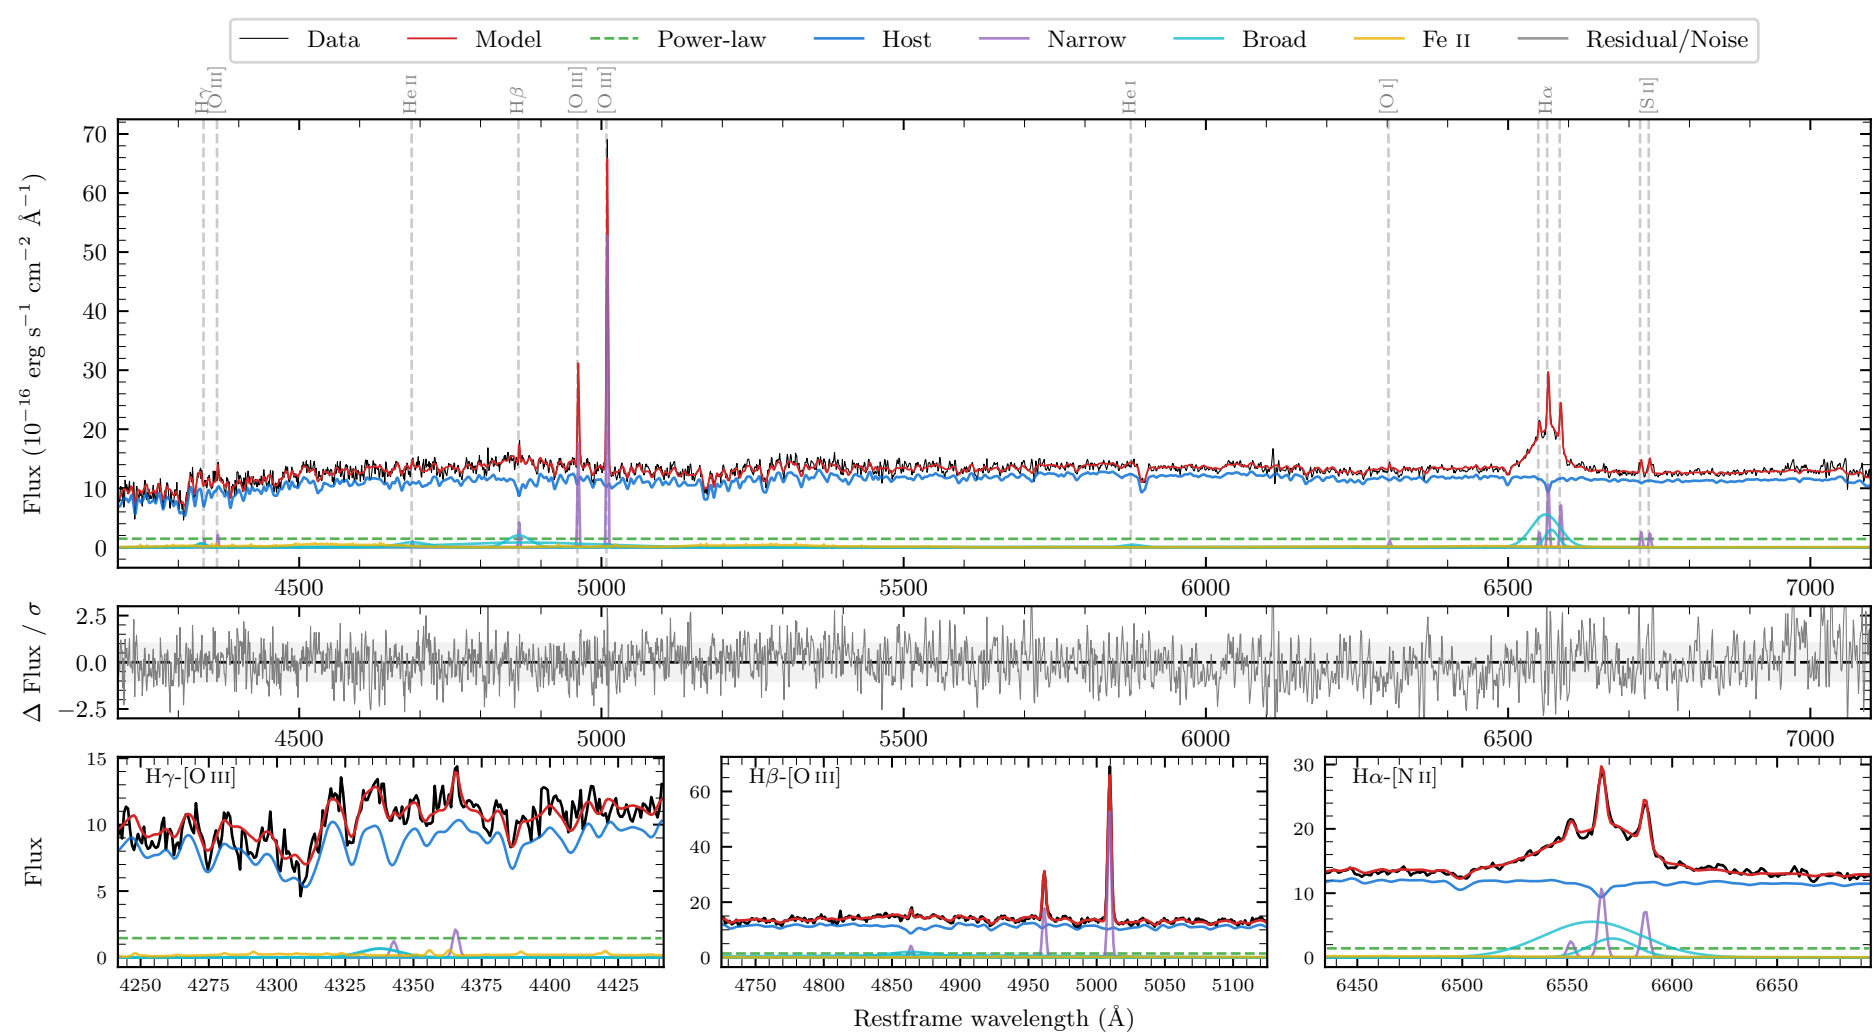 Data Model Power-law Host Narrow Broad Fe II Residual/Noise
Hγ [O III] He II Hβ [O III] [O III] He I [O I] Hα [S II]
Flux (10⁻¹⁶ erg s⁻¹ cm⁻² Å⁻¹)
70
60
50
40
30
20
10
0
4500 5000 5500 6000 6500 7000
Δ Flux / σ
2.5
0.0
−2.5
4500 5000 5500 6000 6500 7000
Flux
Hγ-[O III]
15
10
5
0
4250 4275 4300 4325 4350 4375 4400 4425
Hβ-[O III]
60
40
20
0
4750 4800 4850 4900 4950 5000 5050 5100
Hα-[N II]
30
20
10
0
6450 6500 6550 6600 6650
Restframe wavelength (Å)